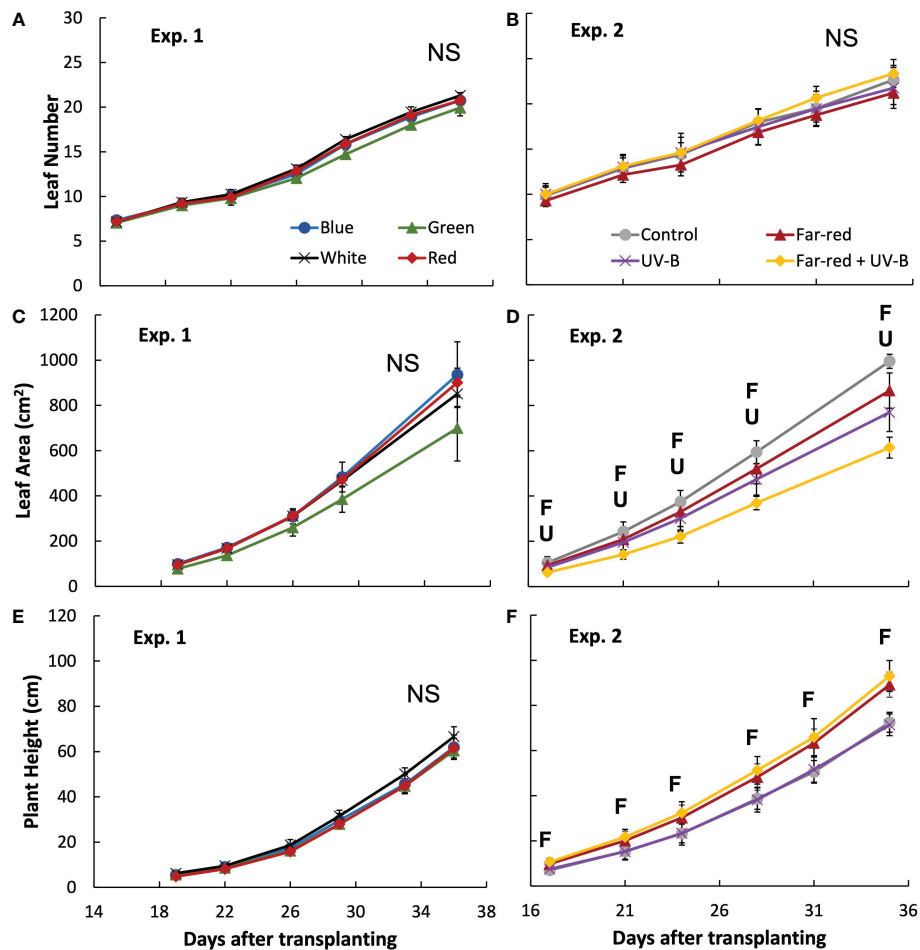 A
Exp. 1
NS
30
25
20
15
10
5
0
Leaf Number
Blue
Green
White
Red
B
Exp. 2
NS
Control
Far-red
UV-B
Far-red + UV-B
C
Exp. 1
NS
1200
1000
800
600
400
200
0
Leaf Area (cm²)
D
Exp. 2
F
U
F
U
F
U
F
U
F
U
E
Exp. 1
NS
120
100
80
60
40
20
0
Plant Height (cm)
14 18 22 26 30 34 38
Days after transplanting
F
Exp. 2
F
F
F
F
F
F
16 21 26 31 36
Days after transplanting